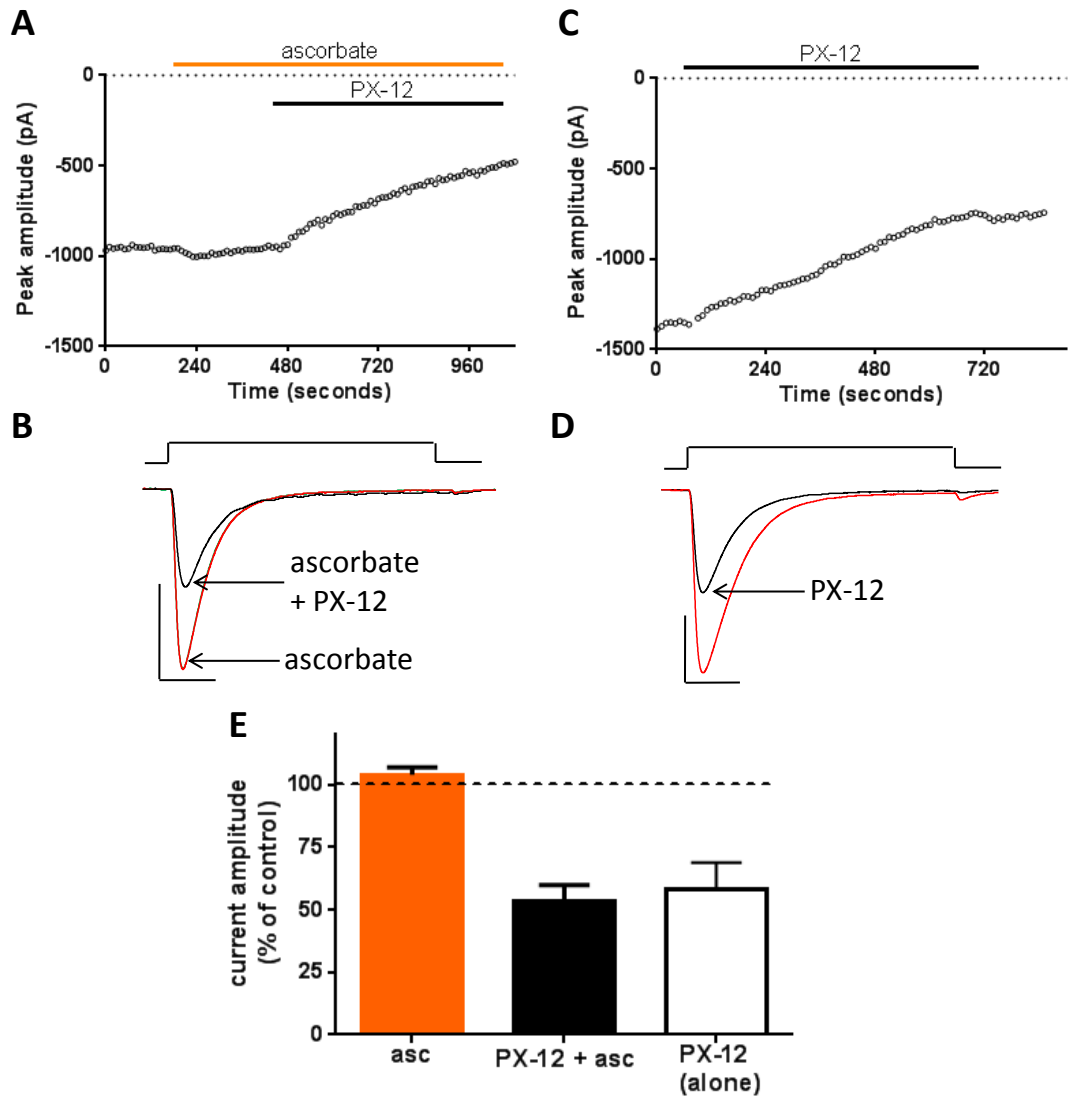 A
ascorbate
PX-12
0
-500
-1000
-1500
Peak amplitude (pA)
0 240 480 720 960
Time (seconds)
C
PX-12
0
-500
-1000
-1500
Peak amplitude (pA)
0 240 480 720
Time (seconds)
B
ascorbate
+ PX-12
ascorbate
D
PX-12
E
current amplitude
(% of control)
100
75
50
25
0
asc
PX-12 + asc
PX-12
(alone)